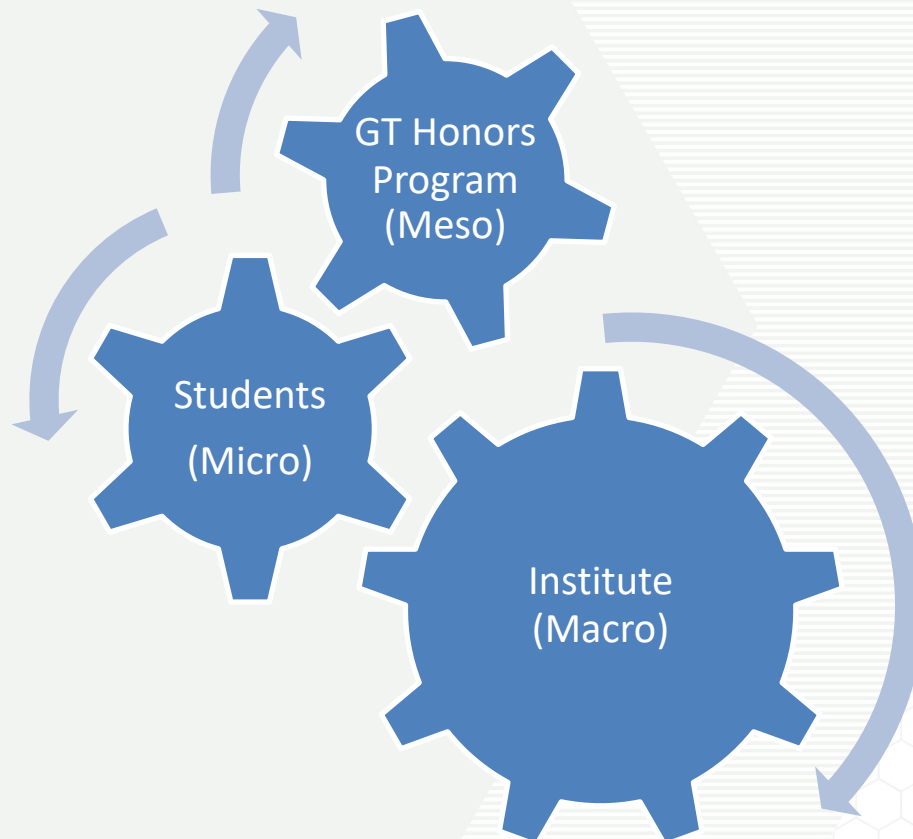 GT Honors
Program
(Meso)
Students
(Micro)
Institute
(Macro)